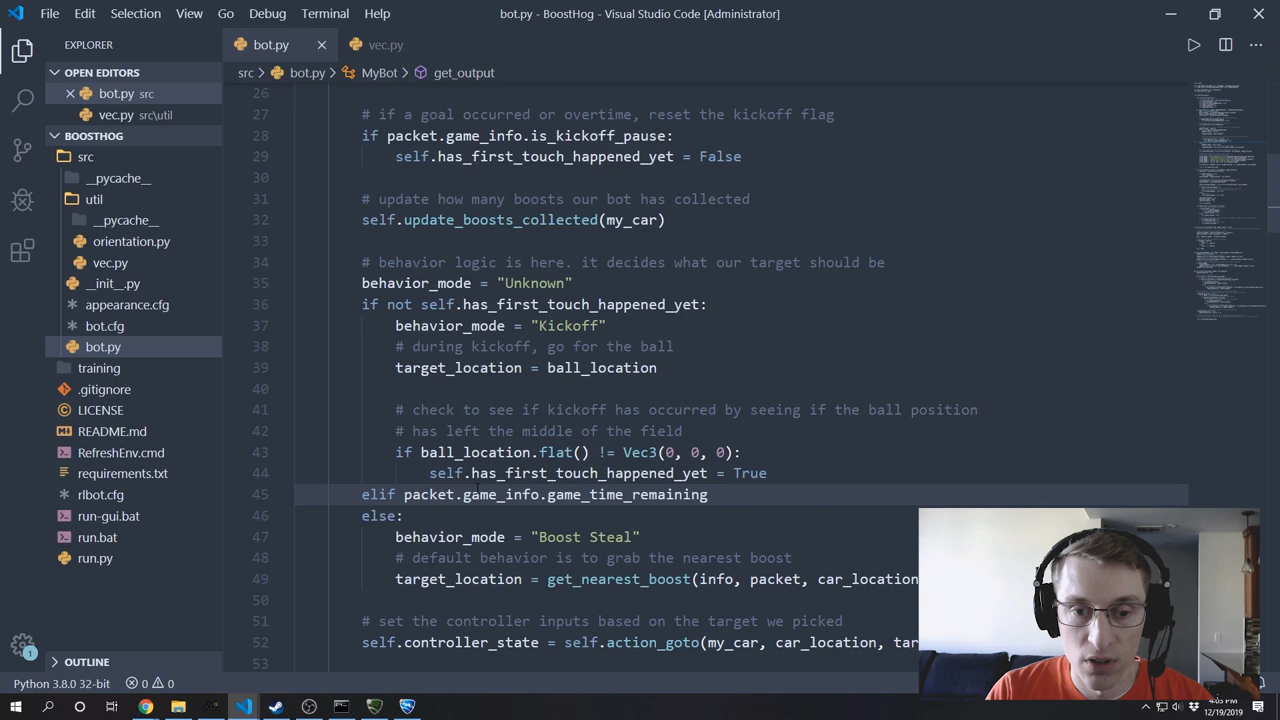 File Edit Selection View Go Debug Terminal Help
bot.py - BoostHog - Visual Studio Code [Administrator]
EXPLORER
bot.py
vec.py
OPEN EDITORS
bot.py src
vec.py src\util
BOOSTHOG
src
__pycache__
util
__pycache__
orientation.py
vec.py
__init__.py
appearance.cfg
.cfg
bot.py
training
.gitignore
LICENSE
README.md
RefreshEnv.cmd
requirements.txt
rlbot.cfg
run-gui.bat
run.bat
run.py
OUTLINE
src > bot.py > MyBot > get_output
26
27 # if a goal or overtime, reset the kickoff flag
28 if packet game_info is_kickoff_pause:
29 self.has_first_touch_happened_yet = False
30
31 # update how bot has collected
32 self.update_boosts_collected(my_car)
33
34 # behavior logic here. decides what our target should be
35 behavior_mode
36 if not has_first_touch_happened_yet:
37 behavior_mode = "Kickoff"
38 # during kickoff, go for the ball
39 target_location = ball_location
40
41 # check to see if kickoff has occurred by seeing if the ball position
42 # has left the middle of the field
43 if ball_location.flat() != Vec3(0, 0, 0):
44 self.has_first_touch_happened_yet = True
45 elif packet.game_info.game_time_remaining
46 else:
47 behavior_mode = "Boost Steal"
48 # default behavior is to grab the nearest boost
49 target_location = get_nearest_boost(info, packet, car_location
50
51 # set the controller inputs based on the target we picked
52 self.controller_state = self.action_goto(my_car, car_location, tar
53
Python 3.8.0 32-bit 0 0
4:03 PM
12/19/2019